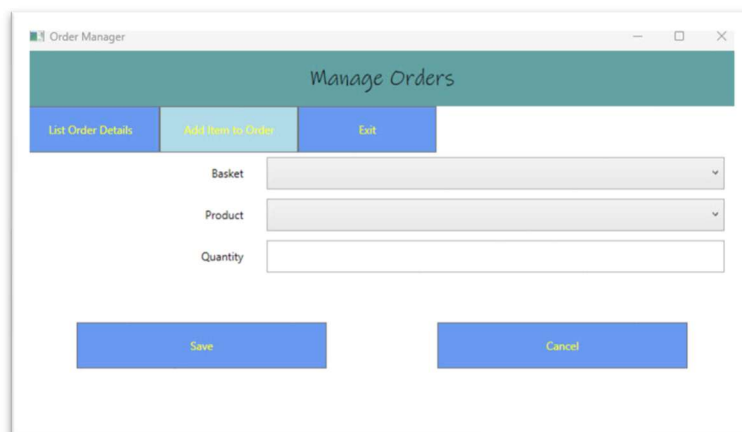 Order Manager
Manage Orders
List Order Details Add Item to Order Exit
Basket
Product
Quantity
Save Cancel